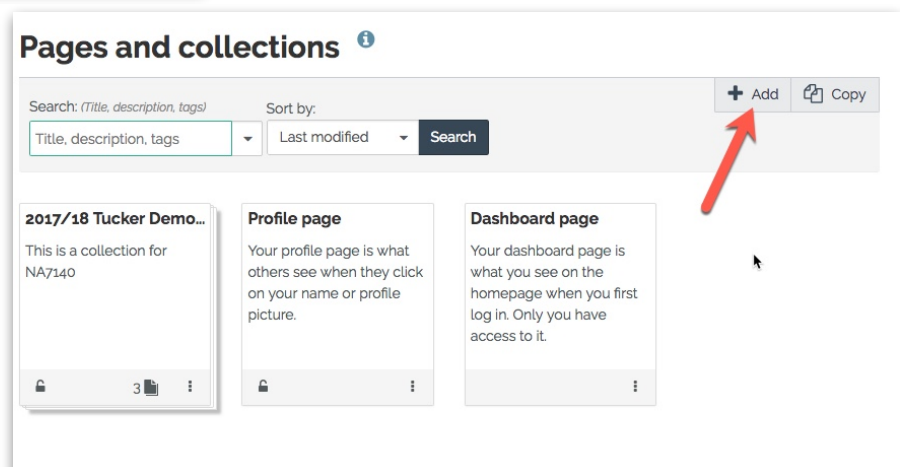 Pages and collections
Search: (Title, description, tags)
Sort by:
Title, description, tags
Last modified
Search
Add
Copy
2017/18 Tucker Demo...
This is a collection for
NA7140
3
Profile page
Your profile page is what
others see when they click
on your name or profile
picture.
Dashboard page
Your dashboard page is
what you see on the
homepage when you first
log in. Only you have
access to it.